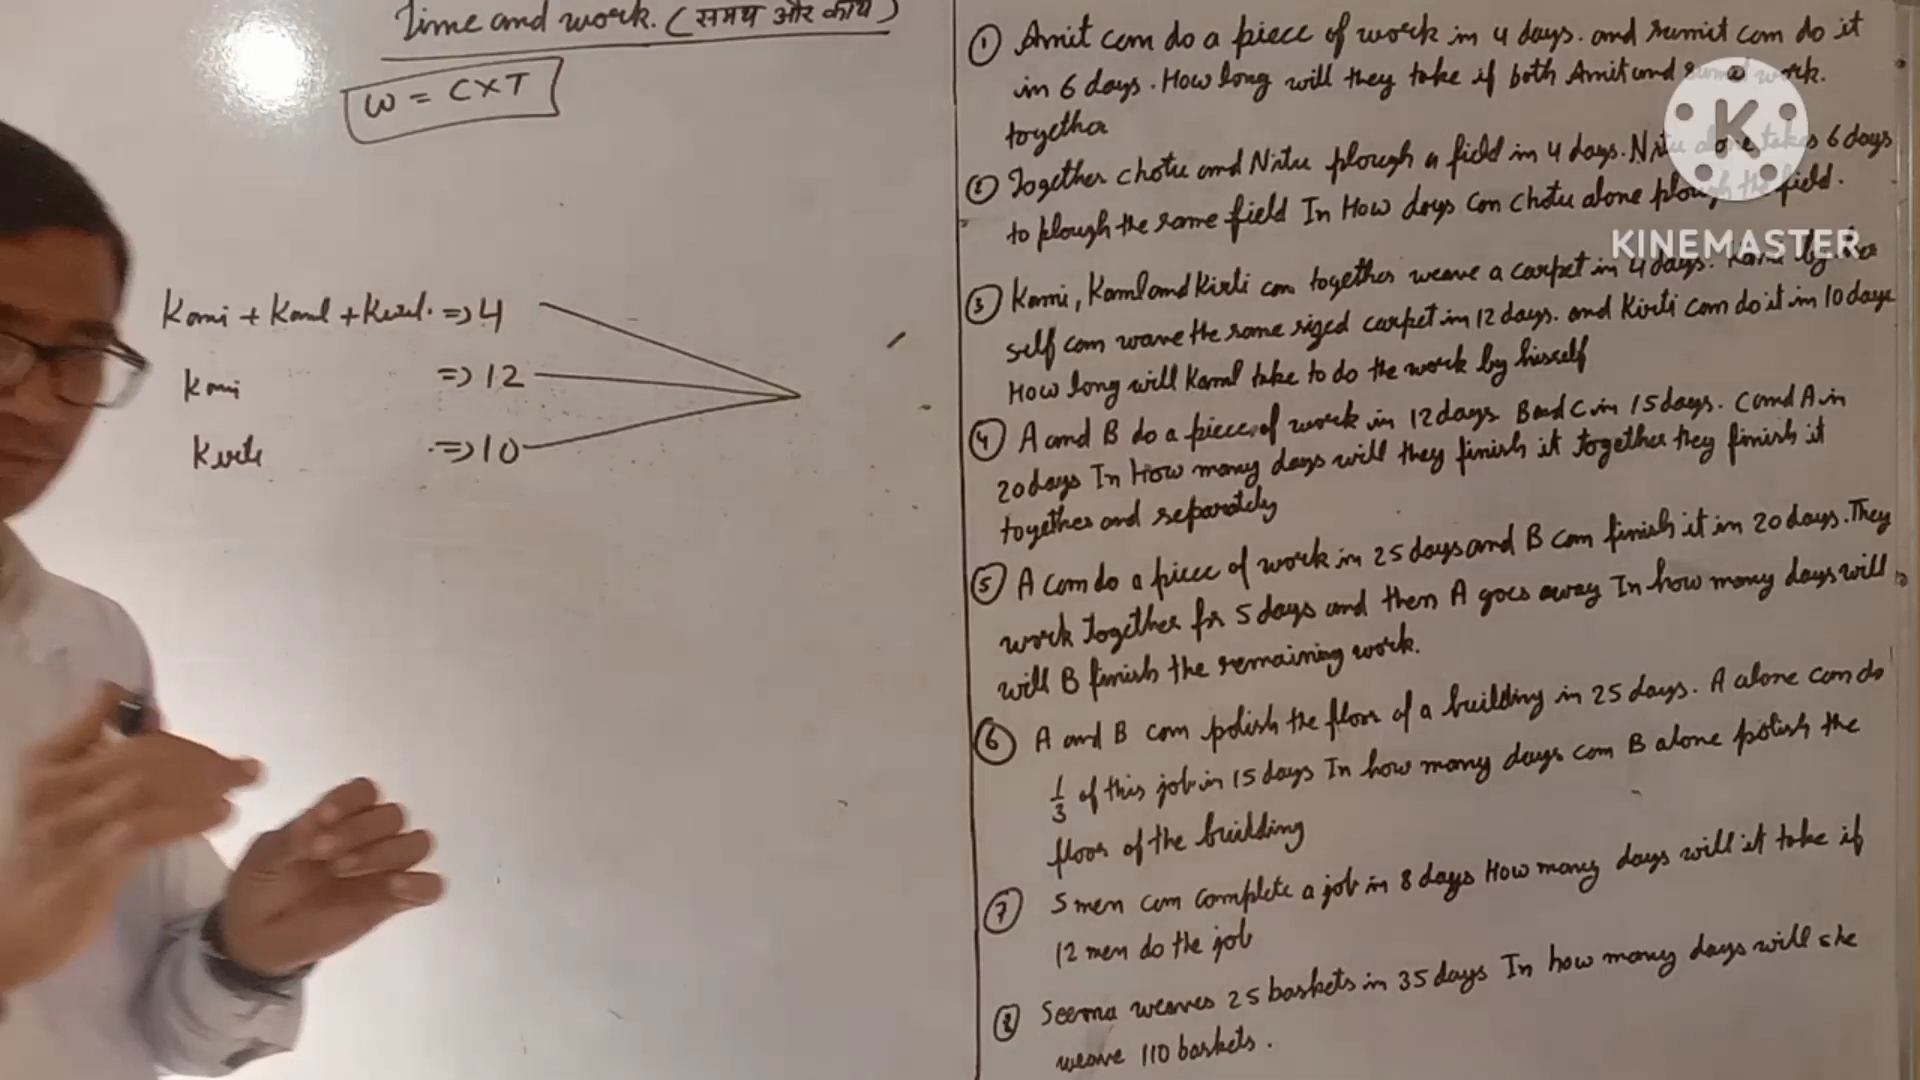 Time and work. (समय और कार्य)
W = C×T
Kami + Kaml + Kirti. => 4
Kami => 12
Kirti => 10
① Amit can do a piece of work in 4 days. and sumit can do it
in 6 days. How long will they take if both Amit and work.
together
② Together chotu and Nitu plough a field in 4 days. Nitu alone takes 6 days
to plough the same field In How days can chotu alone plough the field.
③ Kami, Kaml and Kirti can together weave a carpet in 4 days. Kami by her
self can wave the same sized carpet in 12 days. and Kirti can do it in 10 days
How long will Kaml take to do the work by hisself
④ A and B do a piece of work in 12 days B and C in 15 days. C and A in
20 days In How many days will they finish it together they finish it
together and separately
⑤ A can do a piece of work in 25 days and B can finish it in 20 days. They
work together for 5 days and then A goes away In how many days will
will B finish the remaining work.
⑥ A and B can polish the floor of a building in 25 days. A alone can do
1/3 of this job in 15 days In how many days can B alone polish the
floor of the building
⑦ 5 men can complete a job in 8 days How many days will it take if
12 men do the job
⑧ Seema weaves 25 baskets in 35 days In how many days will she
weave 110 baskets.
K
KINEMASTER